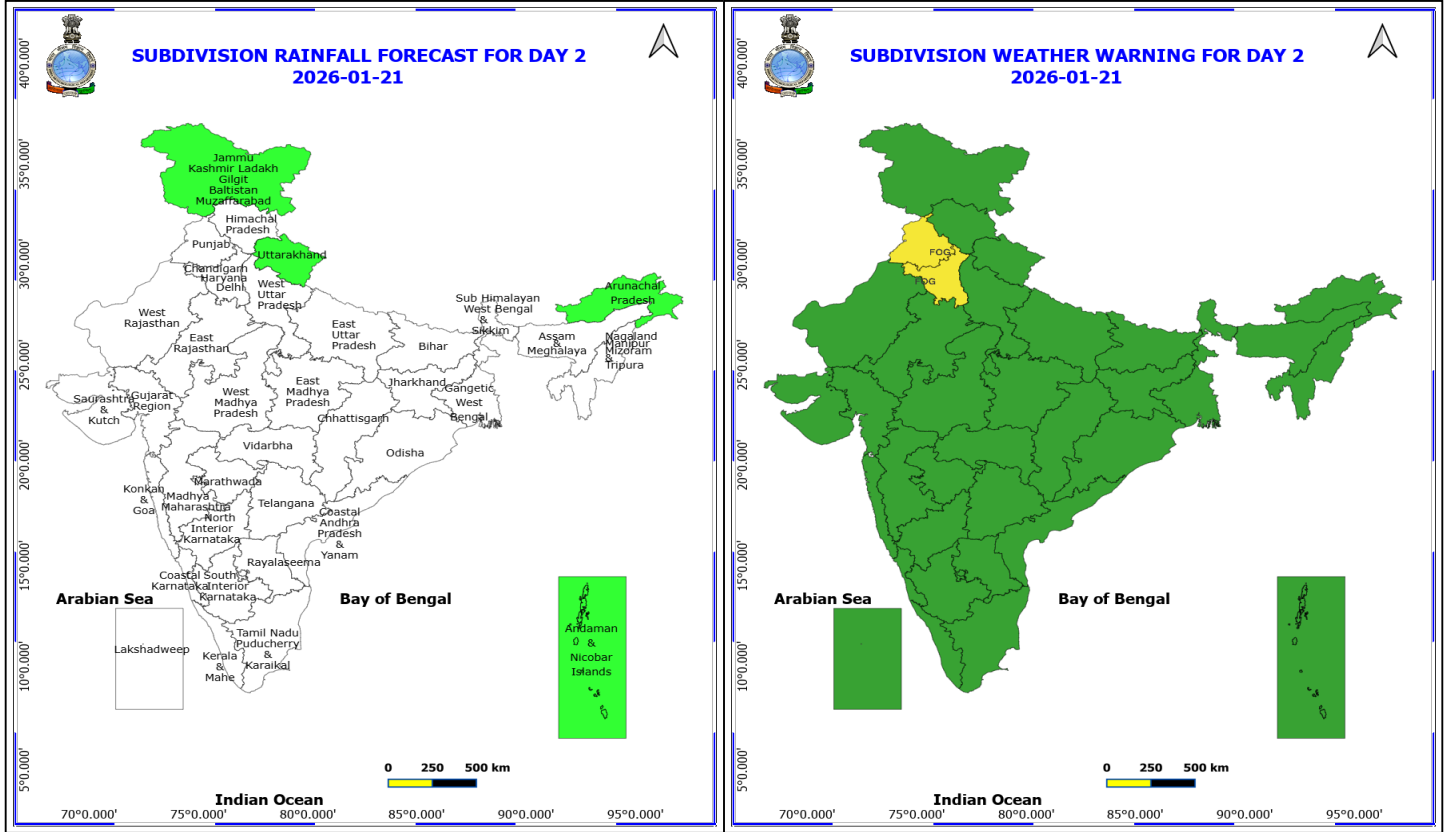 SUBDIVISION RAINFALL FORECAST FOR DAY 2
2026-01-21
40°0.000'
35°0.000'
30°0.000'
25°0.000'
20°0.000'
15°0.000'
10°0.000'
5°0.000'
Jammu
Kashmir Ladakh
Gilgit
Baltistan
Muzaffarabad
Himachal
Pradesh
Punjab
Uttarakhand
Chandigarh
Haryana
Delhi
West
Uttar
Pradesh
Arunachal
Pradesh
Sub Himalayan
West Bengal
&
Sikkim
West
Rajasthan
East
Rajasthan
East
Uttar
Pradesh
Bihar
Assam
&
Meghalaya
Nagaland
Manipur
Mizoram
&
Tripura
Saurashtra
&
Kutch
Gujarat
Region
West
Madhya
Pradesh
East
Madhya
Pradesh
Jharkhand
Gangetic
West
Bengal
Chhattisgarh
Vidarbha
Odisha
Konkan
&
Goa
Marathwada
Madhya
Maharashtra
Telangana
North
Interior
Karnataka
Coastal
Andhra
Pradesh
&
Yanam
Rayalaseema
Coastal
Karnataka
South
Interior
Karnataka
Arabian Sea
Bay of Bengal
Lakshadweep
Tamil Nadu
Puducherry
&
Karaikal
Kerala
&
Mahe
Andaman
&
Nicobar
Islands
0 250 500 km
Indian Ocean
70°0.000' 75°0.000' 80°0.000' 85°0.000' 90°0.000' 95°0.000'
SUBDIVISION WEATHER WARNING FOR DAY 2
2026-01-21
40°0.000'
35°0.000'
30°0.000'
25°0.000'
20°0.000'
15°0.000'
10°0.000'
5°0.000'
FOG
FOG
Arabian Sea
Bay of Bengal
0 250 500 km
Indian Ocean
70°0.000' 75°0.000' 80°0.000' 85°0.000' 90°0.000' 95°0.000'